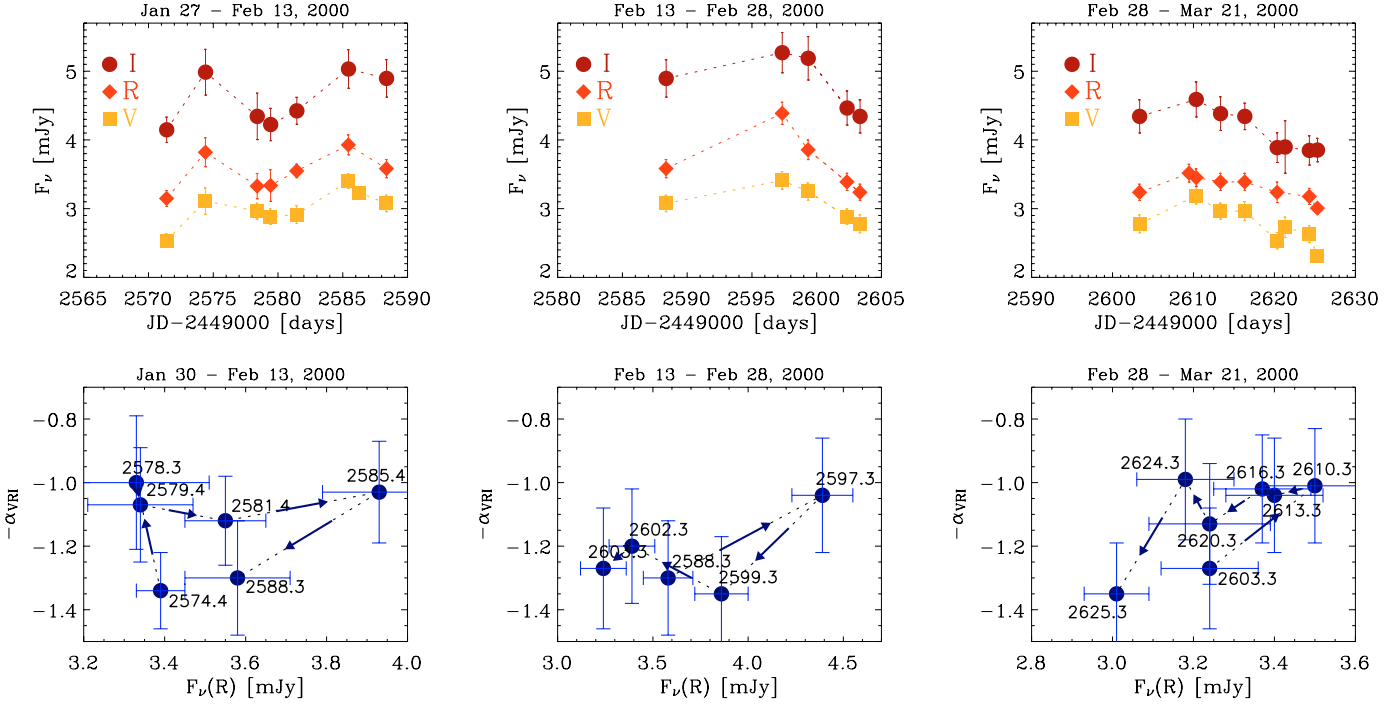 Jan 27 – Feb 13, 2000
Fν [mJy]
5
4
3
2
I
R
V
2565 2570 2575 2580 2585 2590
JD-2449000 [days]
Feb 13 – Feb 28, 2000
Fν [mJy]
5
4
3
2
I
R
V
2580 2585 2590 2595 2600 2605
JD-2449000 [days]
Feb 28 – Mar 21, 2000
Fν [mJy]
5
4
3
2
I
R
V
2590 2600 2610 2620 2630
JD-2449000 [days]
Jan 30 – Feb 13, 2000
-αVRI
-0.8
-1.0
-1.2
-1.4
2578.3
2579.4
2585.4
2581.4
2574.4
2588.3
3.2 3.4 3.6 3.8 4.0
Fν(R) [mJy]
Feb 13 – Feb 28, 2000
-αVRI
-0.8
-1.0
-1.2
-1.4
2597.3
2602.3
2603.3
2588.3
2599.3
3.0 3.5 4.0 4.5
Fν(R) [mJy]
Feb 28 – Mar 21, 2000
-αVRI
-0.8
-1.0
-1.2
-1.4
2624.3
2616.3
2610.3
2613.3
2620.3
2603.3
2625.3
2.8 3.0 3.2 3.4 3.6
Fν(R) [mJy]